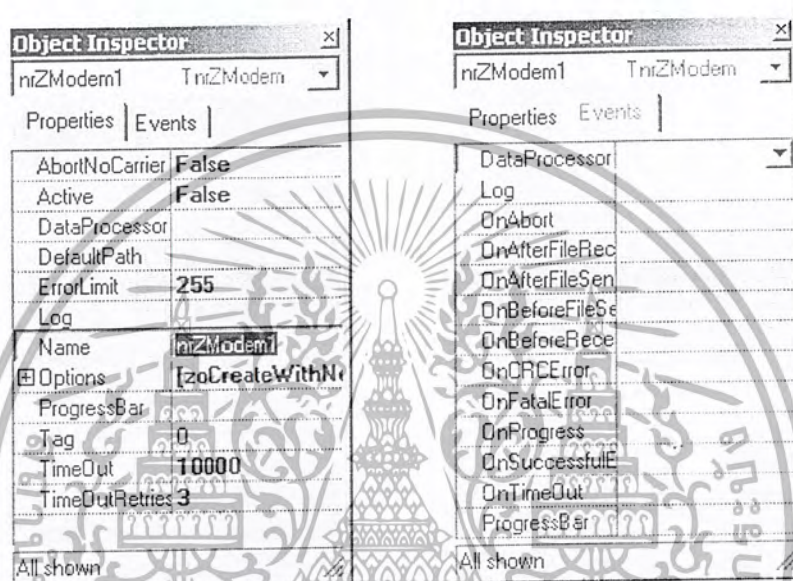 Object Inspector
nrZModem1 TnrZModem
Properties Events
AbortNoCarrier False
Active False
DataProcessor
DefaultPath
ErrorLimit 255
Log
Name nrZModem1
Options [zoCreateWithN
ProgressBar
Tag 0
TimeOut 10000
TimeOutRetries 3
All shown
Object Inspector
nrZModem1 TnrZModem
Properties Events
DataProcessor
Log
OnAbort
OnAfterFileRec
OnAfterFileSen
OnBeforeFileSe
OnBeforeRece
OnCRCError
OnFatalError
OnProgress
OnSuccessfulE
OnTimeOut
ProgressBar
All shown